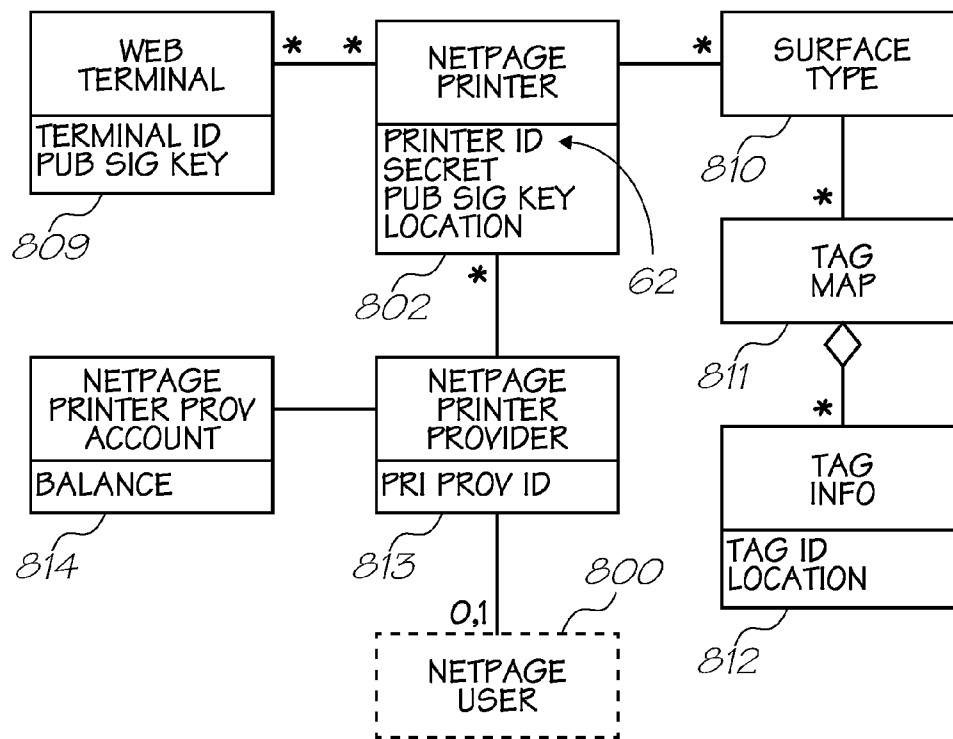 WEB
TERMINAL
TERMINAL ID
PUB SIG KEY
809
*
*
NETPAGE
PRINTER
PRINTER ID
SECRET
PUB SIG KEY
LOCATION
802
62
*
*
SURFACE
TYPE
810
*
TAG
MAP
811
*
TAG
INFO
TAG ID
LOCATION
812
NETPAGE
PRINTER PROV
ACCOUNT
BALANCE
814
NETPAGE
PRINTER
PROVIDER
PRI PROV ID
813
0,1
800
NETPAGE
USER